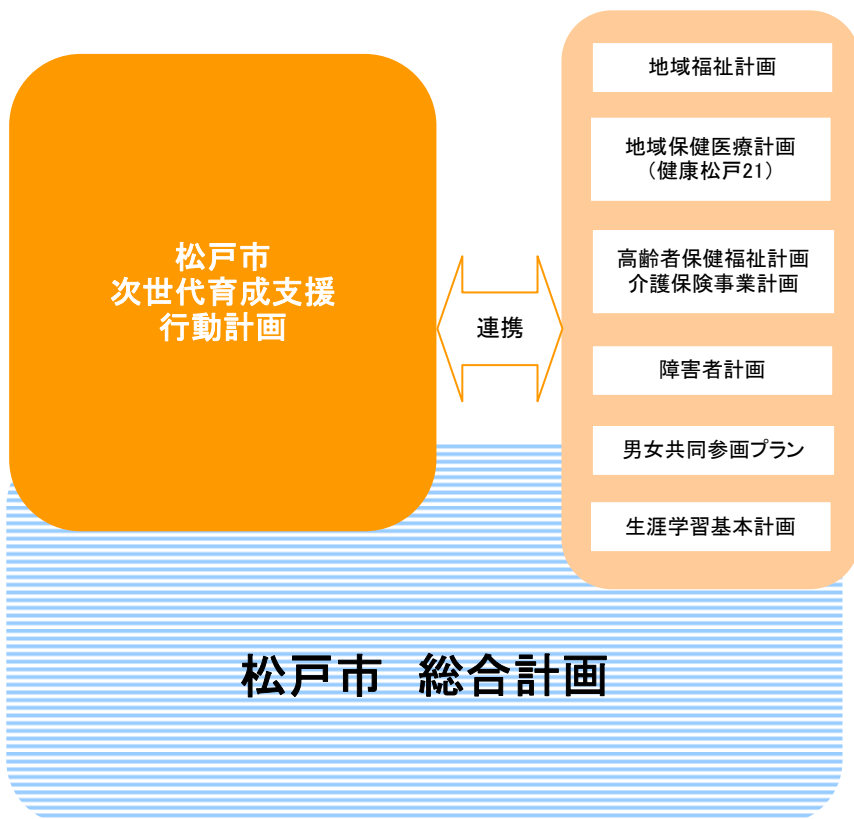 松戸市
次世代育成支援
行動計画
連携
地域福祉計画
地域保健医療計画
（健康松戸21）
高齢者保健福祉計画
介護保険事業計画
障害者計画
男女共同参画プラン
生涯学習基本計画
松戸市　総合計画